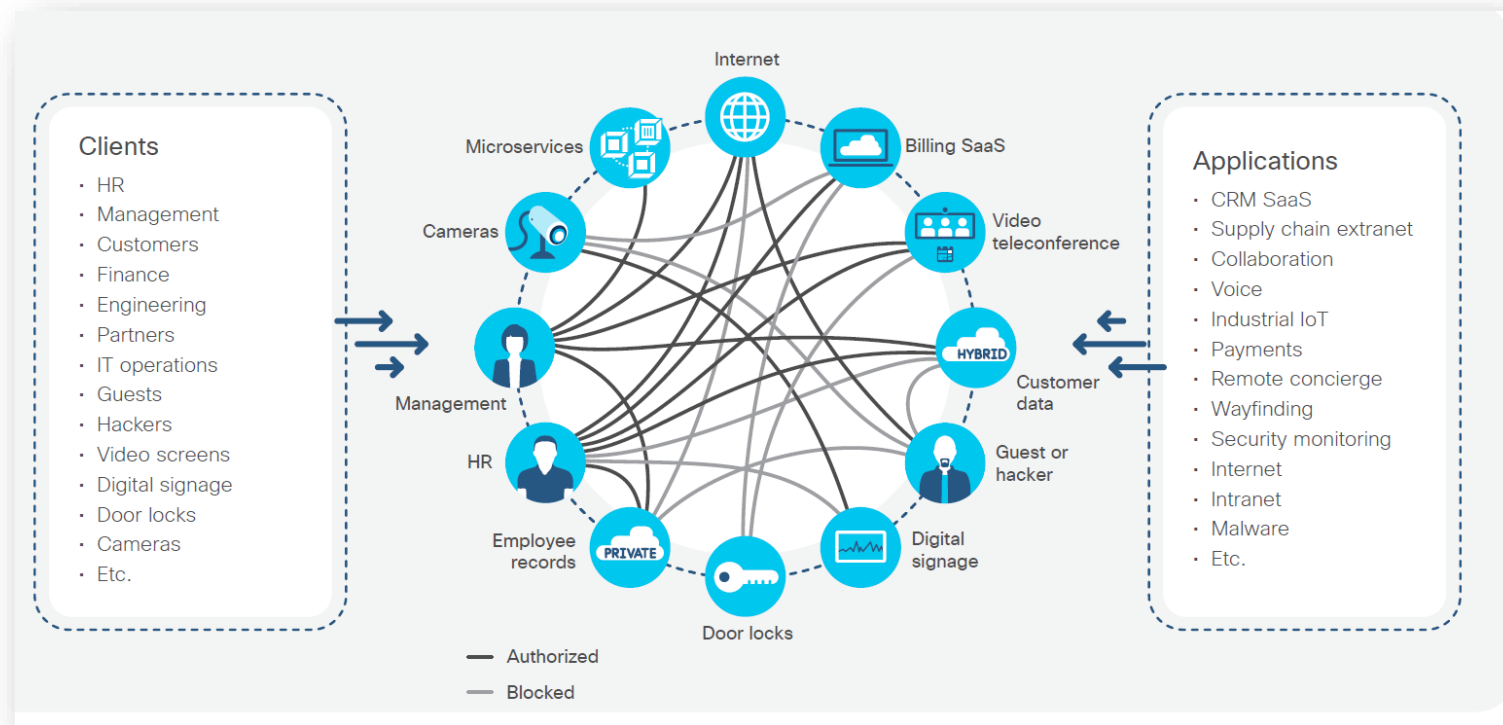 Clients
· HR
· Management
· Customers
· Finance
· Engineering
· Partners
· IT operations
· Guests
· Hackers
· Video screens
· Digital signage
· Door locks
· Cameras
· Etc.
Internet
Microservices
Billing SaaS
Cameras
Video
teleconference
Management
HYBRID
Customer
data
HR
Guest or
hacker
Employee
records
PRIVATE
Digital
signage
Door locks
Authorized
Blocked
Applications
· CRM SaaS
· Supply chain extranet
· Collaboration
· Voice
· Industrial IoT
· Payments
· Remote concierge
· Wayfinding
· Security monitoring
· Internet
· Intranet
· Malware
· Etc.